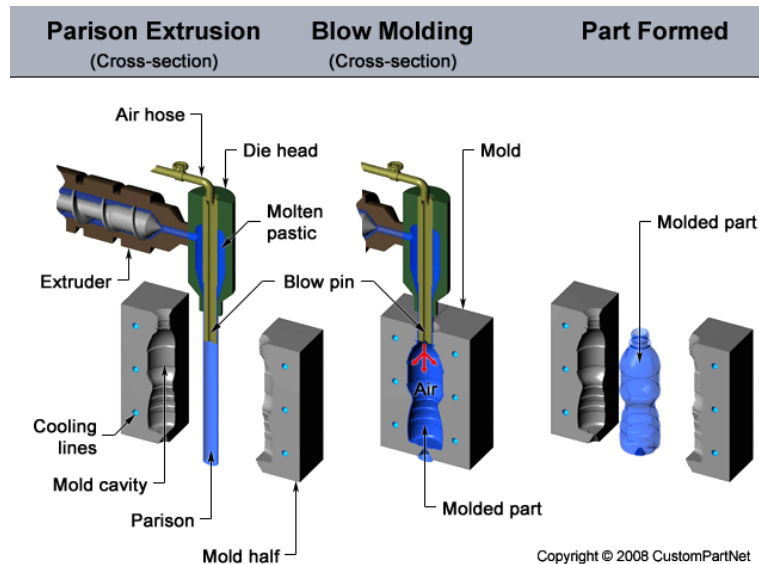 Parison Extrusion
(Cross-section)
Blow Molding
(Cross-section)
Part Formed
Air hose
Die head
Mold
Molten
pastic
Molded part
Extruder
Blow pin
Air
Cooling
lines
Mold cavity
Parison
Molded part
Mold half
Copyright © 2008 CustomPartNet